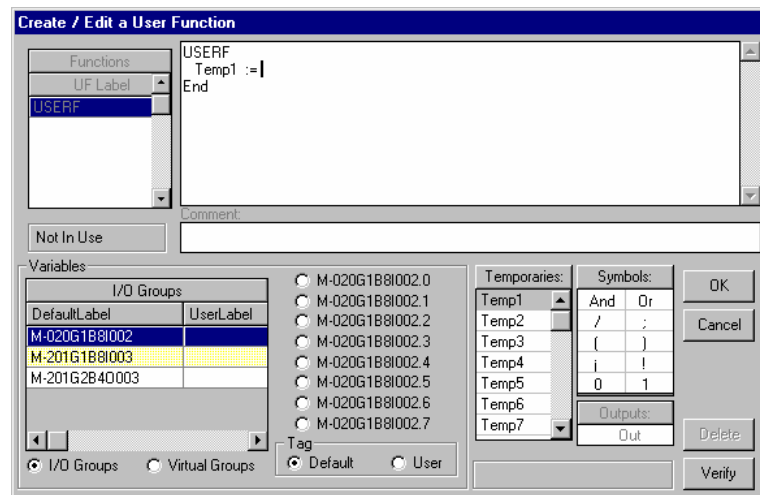 Create / Edit a User Function
Functions
UF Label
USERF
Not In Use
USERF
Temp1 :=
End
Comment:
Variables
I/O Groups
DefaultLabel UserLabel
M-020G1B8I002
M-201G1B8I003
M-201G2B4O003
I/O Groups Virtual Groups
M-020G1B8I002.0
M-020G1B8I002.1
M-020G1B8I002.2
M-020G1B8I002.3
M-020G1B8I002.4
M-020G1B8I002.5
M-020G1B8I002.6
M-020G1B8I002.7
Tag
Default User
Temporaries:
Temp1
Temp2
Temp3
Temp4
Temp5
Temp6
Temp7
Symbols:
And Or
/ ;
( )
¡ !
0 1
Outputs:
Out
OK
Cancel
Delete
Verify